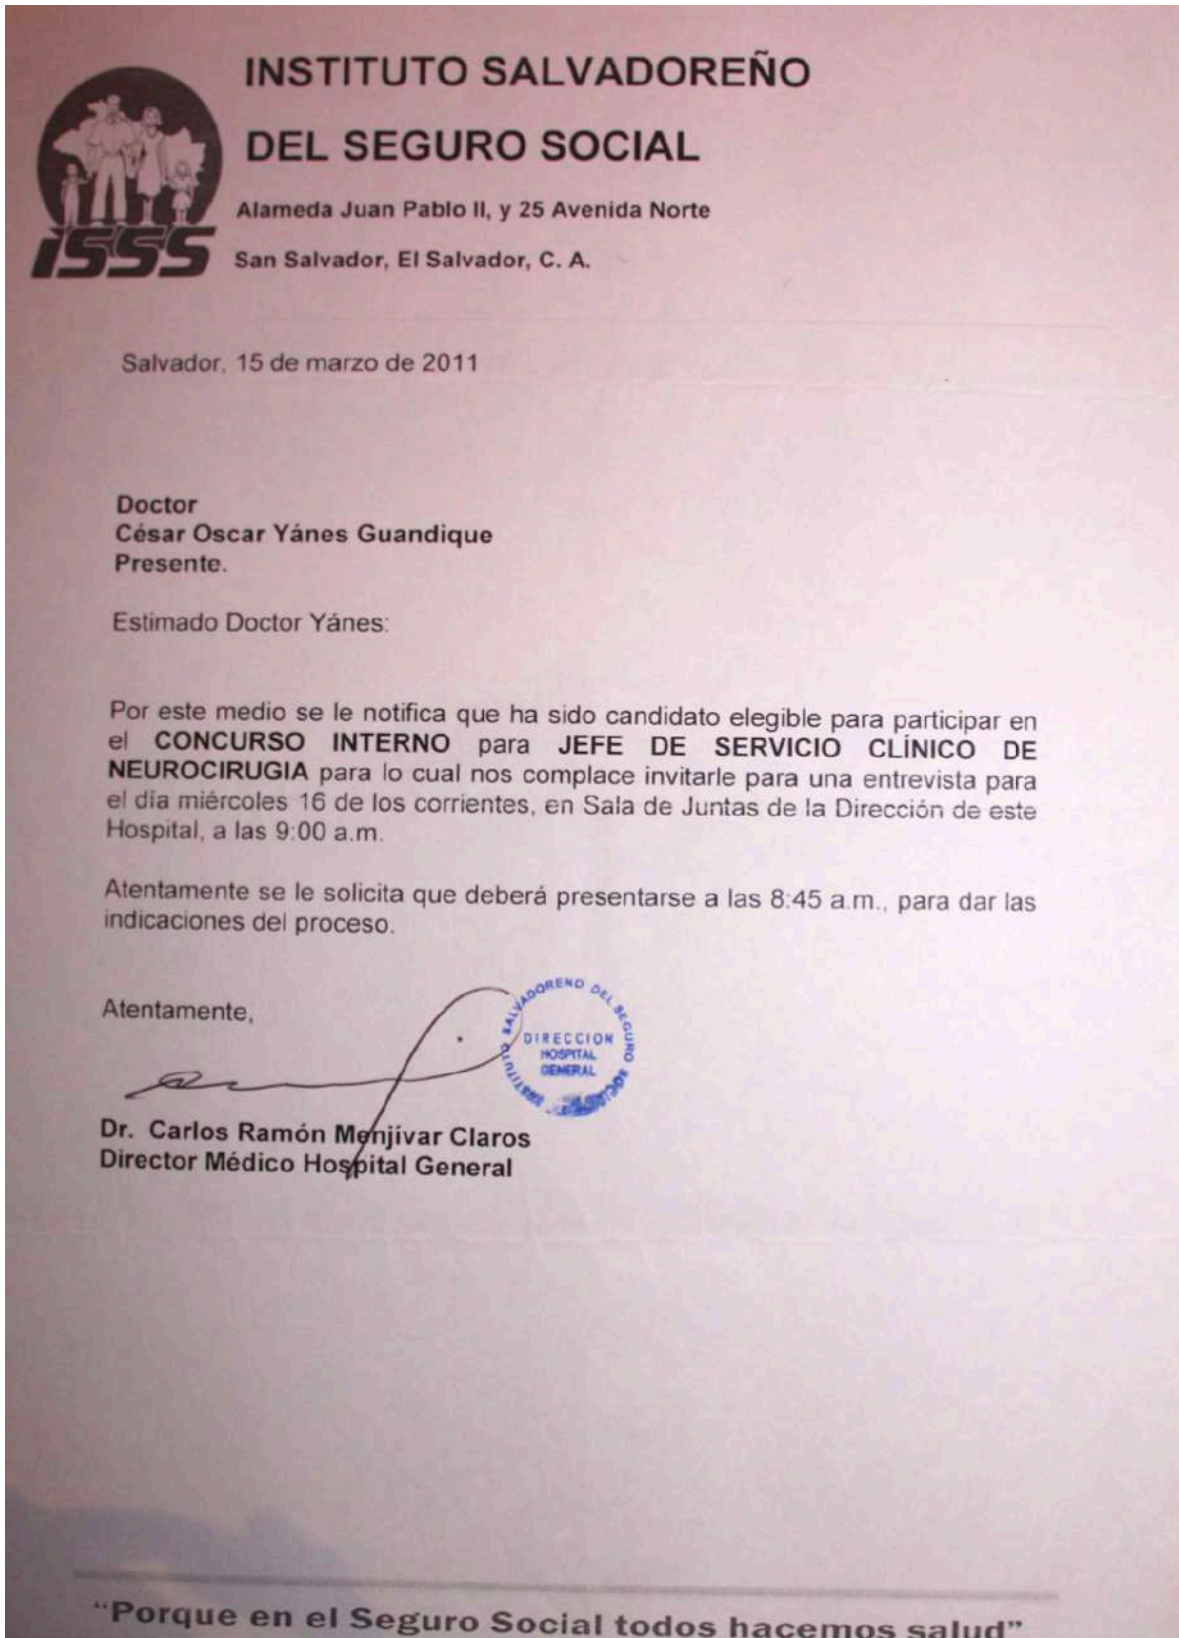 INSTITUTO SALVADOREÑO
DEL SEGURO SOCIAL
Alameda Juan Pablo II, y 25 Avenida Norte
San Salvador, El Salvador, C. A.
ISSS
Salvador, 15 de marzo de 2011
Doctor
César Oscar Yánes Guandique
Presente.
Estimado Doctor Yánes:
Por este medio se le notifica que ha sido candidato elegible para participar en
el CONCURSO INTERNO para JEFE DE SERVICIO CLÍNICO DE
NEUROCIRUGIA para lo cual nos complace invitarle para una entrevista para
el día miércoles 16 de los corrientes, en Sala de Juntas de la Dirección de este
Hospital, a las 9:00 a.m.
Atentamente se le solicita que deberá presentarse a las 8:45 a.m., para dar las
indicaciones del proceso.
Atentamente,
INSTITUTO SALVADORENO DEL SEGURO SOCIAL
DIRECCION
HOSPITAL
GENERAL
Dr. Carlos Ramón Menjívar Claros
Director Médico Hospital General
“Porque en el Seguro Social todos hacemos salud”